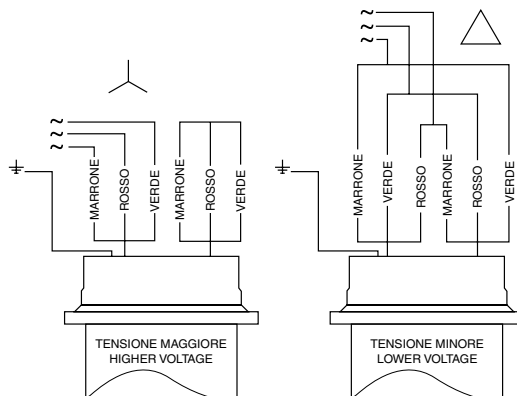 MARRONE
ROSSO
VERDE
MARRONE
ROSSO
VERDE
TENSIONE MAGGIORE
HIGHER VOLTAGE
MARRONE
VERDE
ROSSO
MARRONE
ROSSO
VERDE
TENSIONE MINORE
LOWER VOLTAGE